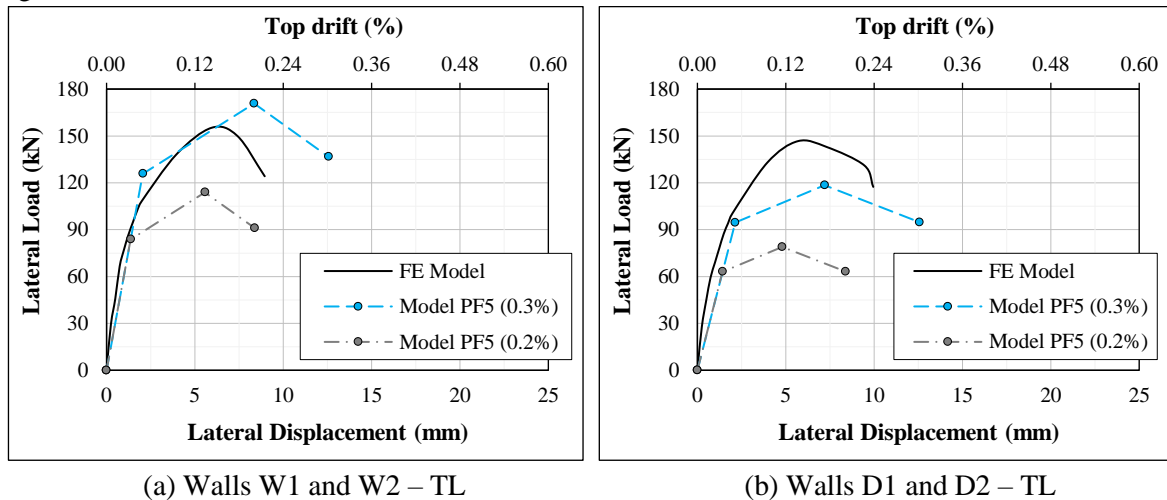 Top drift (%)
0.00 0.12 0.24 0.36 0.48 0.60
180
150
120
90
60
30
0
Lateral Load (kN)
FE Model
Model PF5 (0.3%)
Model PF5 (0.2%)
0 5 10 15 20 25
Lateral Displacement (mm)
(a) Walls W1 and W2 – TL
Top drift (%)
0.00 0.12 0.24 0.36 0.48 0.60
180
150
120
90
60
30
0
Lateral Load (kN)
FE Model
Model PF5 (0.3%)
Model PF5 (0.2%)
0 5 10 15 20 25
Lateral Displacement (mm)
(b) Walls D1 and D2 – TL